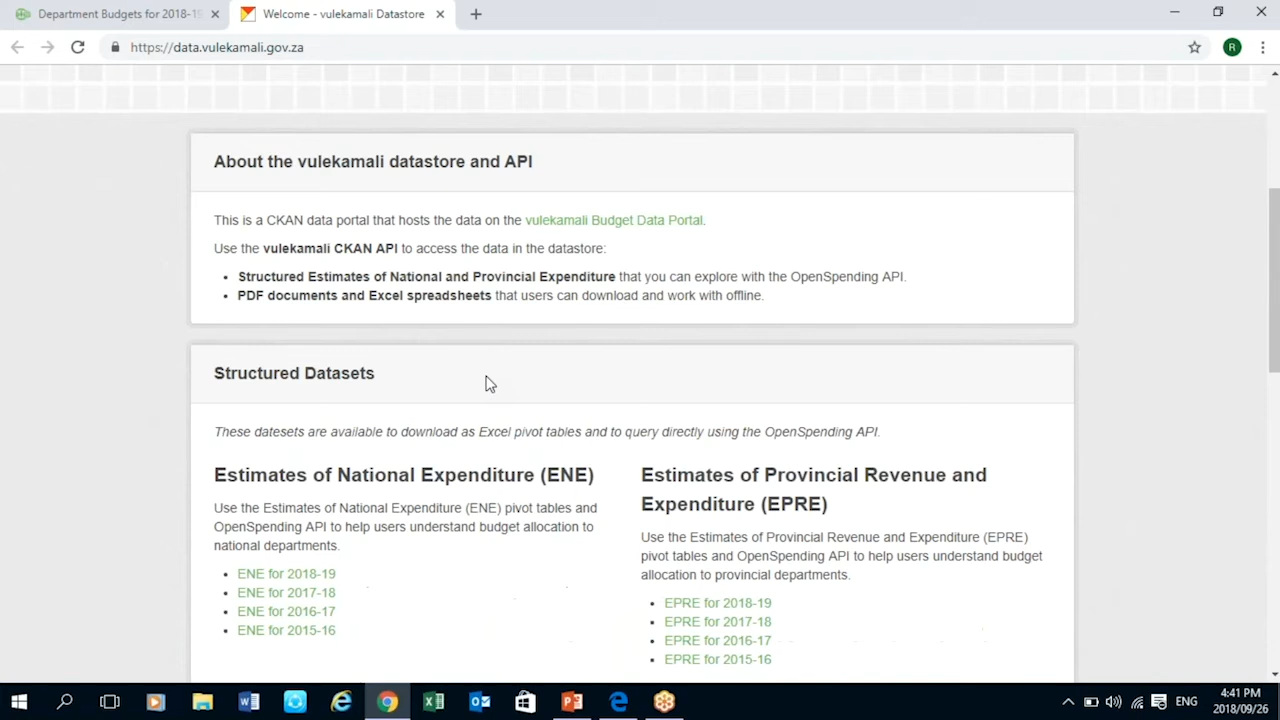 Department Budgets for 2018-19
Welcome - vulekamali Datastore
https://data.vulekamali.gov.za
R
About the vulekamali datastore and API
This is a CKAN data portal that hosts the data on the vulekamali Budget Data Portal.
Use the vulekamali CKAN API to access the data in the datastore:
• Structured Estimates of National and Provincial Expenditure that you can explore with the OpenSpending API.
• PDF documents and Excel spreadsheets that users can download and work with offline.
Structured Datasets
These datesets are available to download as Excel pivot tables and to query directly using the OpenSpending API.
Estimates of National Expenditure (ENE)
Use the Estimates of National Expenditure (ENE) pivot tables and
OpenSpending API to help users understand budget allocation to
national departments.
• ENE for 2018-19
• ENE for 2017-18
• ENE for 2016-17
• ENE for 2015-16
Estimates of Provincial Revenue and
Expenditure (EPRE)
Use the Estimates of Provincial Revenue and Expenditure (EPRE)
pivot tables and OpenSpending API to help users understand budget
allocation to provincial departments.
• EPRE for 2018-19
• EPRE for 2017-18
• EPRE for 2016-17
• EPRE for 2015-16
ENG
4:41 PM
2018/09/26